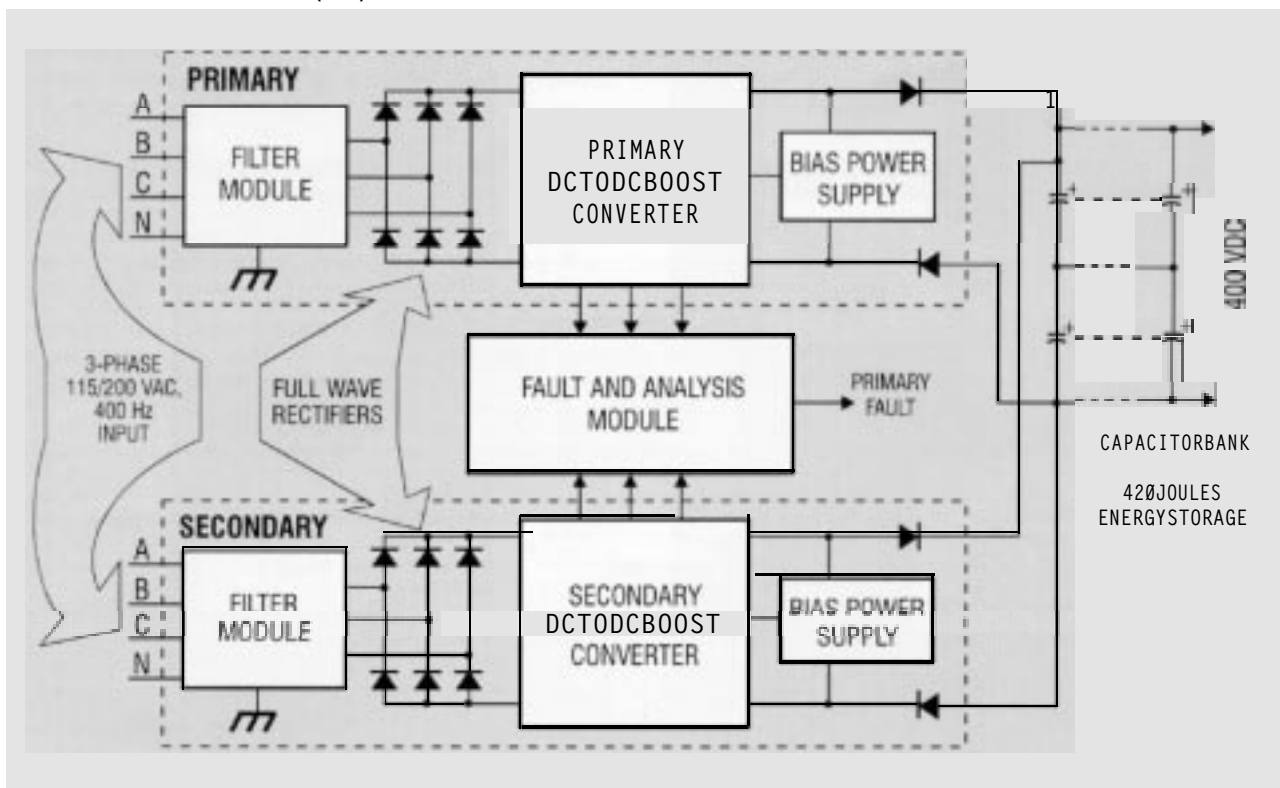 PRIMARY
A
B
C
N
FILTER
MODULE
PRIMARY
DCTODCBOOST
CONVERTER
BIAS POWER
SUPPLY
1
+
+
+
+
400 VDC
3-PHASE
115/200 VAC,
400 Hz
INPUT
FULL WAVE
RECTIFIERS
FAULT AND ANALYSIS
MODULE
PRIMARY
FAULT
CAPACITORBANK
420JOULES
ENERGYSTORAGE
SECONDARY
A
B
C
N
FILTER
MODULE
SECONDARY
DCTODCBOOST
CONVERTER
BIAS POWER
SUPPLY